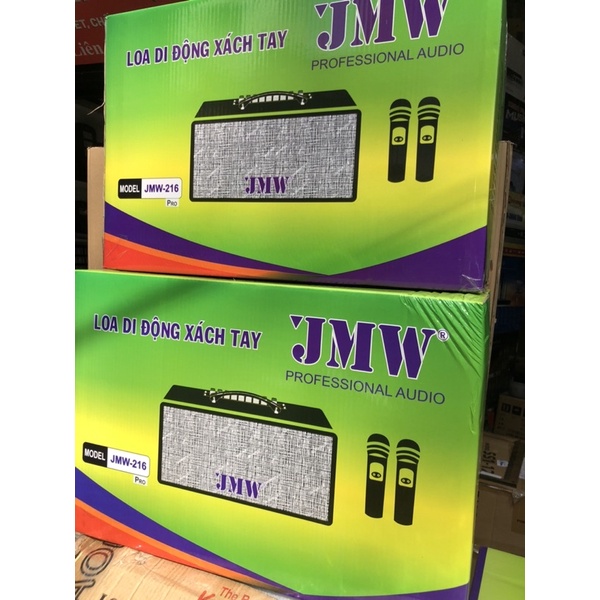 LOA DI ĐỘNG XÁCH TAY
JMW
PROFESSIONAL AUDIO
MODEL JMW-216
PRO
JMW
LOA DI ĐỘNG XÁCH TAY
JMW®
PROFESSIONAL AUDIO
MODEL JMW-216
PRO
JMW